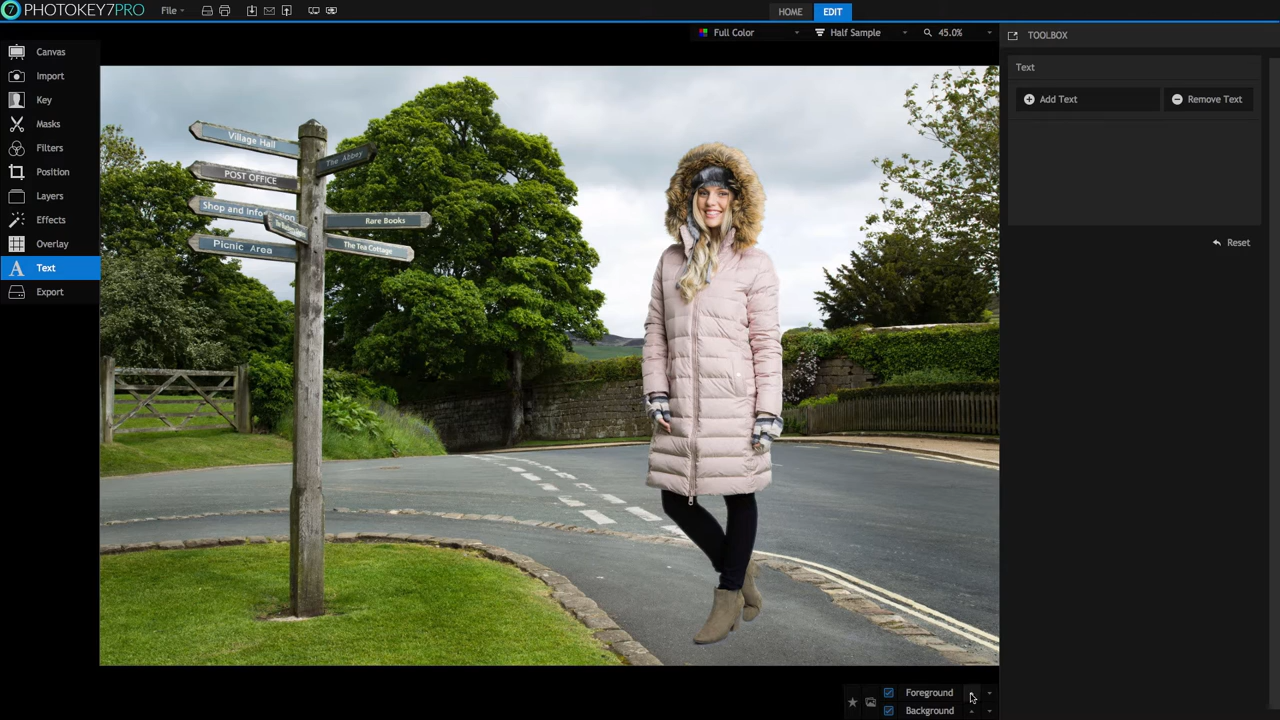 7 PHOTOKEY7PRO File HOME EDIT
Full Color Half Sample 45.0%
TOOLBOX
Canvas
Import
Key
Masks
Filters
Position
Layers
Effects
Overlay
Text
Export
Text
Add Text Remove Text
Reset
Village Hall
The Abbey
POST OFFICE
Shop and Information
Rare Books
Picnic Area
The Tea Cottage
Foreground
Background